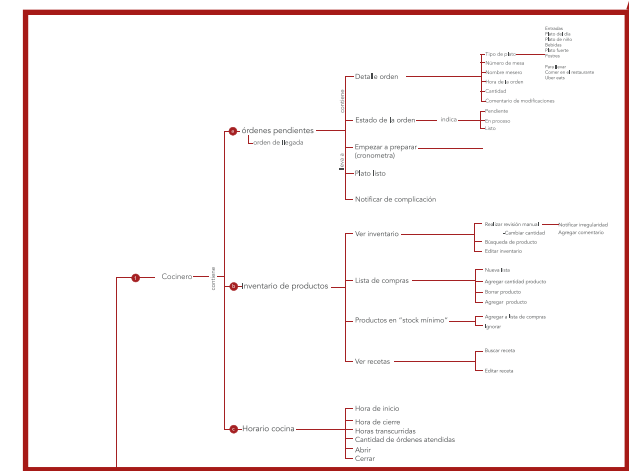 Entradas
Plato del día
Plato de niño
Bebidas
Plato fuerte
Postres
Para llevar
Comer en el restaurante
Uber eats
Tipo de plato
Número de mesa
Nombre mesero
Hora de la orden
Cantidad
Comentario de modificaciones
Detalle orden
contiene
Estado de la orden
indica
Pendiente
En proceso
Listo
a
órdenes pendientes
orden de llegada
Empezar a preparar
(cronometra)
lleva a
Plato listo
Notificar de complicación
Ver inventario
Realizar revisión manual
Notificar irregularidad
Cambiar cantidad
Agregar comentario
Búsqueda de producto
Editar inventario
1
Cocinero
contiene
b
Inventario de productos
Lista de compras
Nueva lista
Agregar cantidad producto
Borrar producto
Agregar producto
Productos en “stock mínimo”
Agregar a lista de compras
Ignorar
Ver recetas
Buscar receta
Editar receta
c
Horario cocina
Hora de inicio
Hora de cierre
Horas transcurridas
Cantidad de órdenes atendidas
Abrir
Cerrar